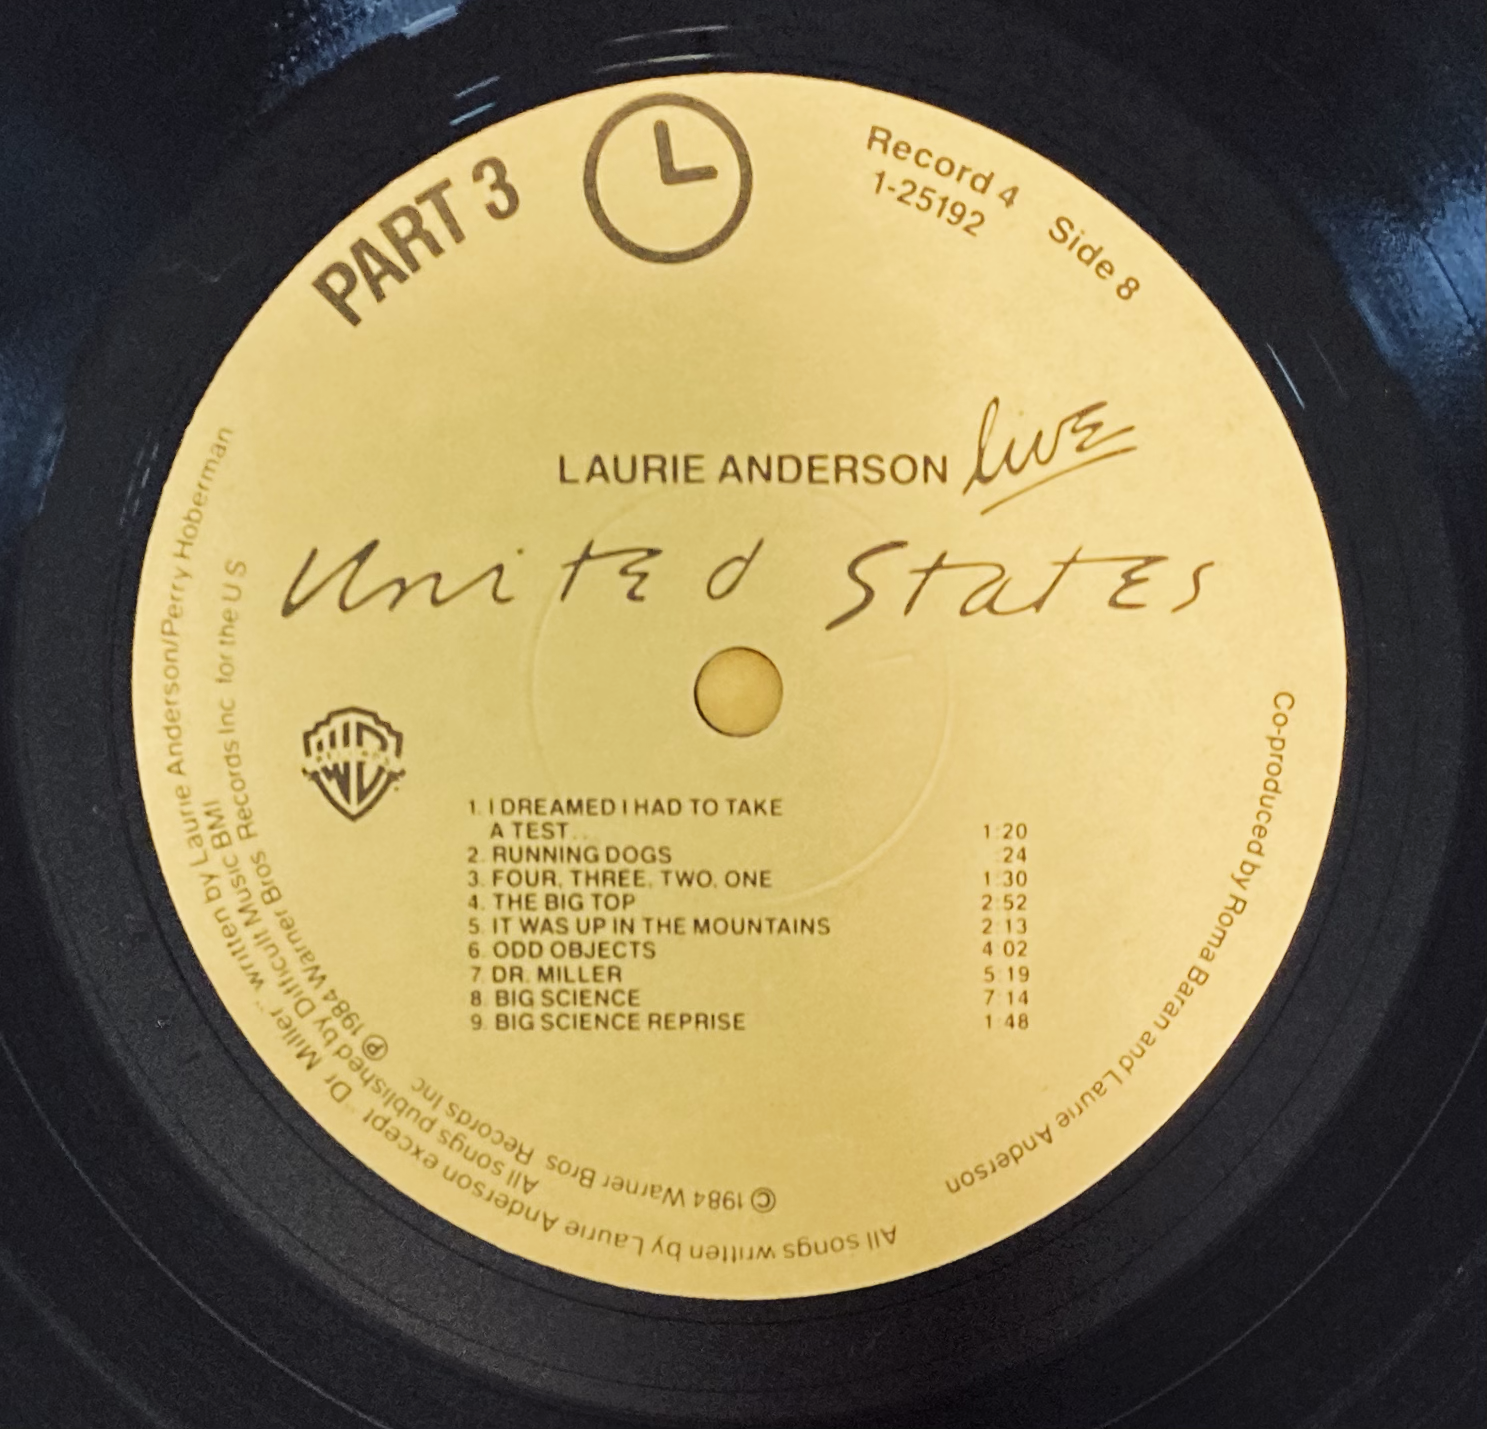 PART 3
Record 4 Side 8
1-25192
LAURIE ANDERSON live
United States
1. I DREAMED I HAD TO TAKE
A TEST... 1:20
2. RUNNING DOGS :24
3. FOUR, THREE, TWO, ONE 1:30
4. THE BIG TOP 2:52
5. IT WAS UP IN THE MOUNTAINS 2:13
6. ODD OBJECTS 4:02
7. DR. MILLER 5:19
8. BIG SCIENCE 7:14
9. BIG SCIENCE REPRISE 1:48
Co-produced by Roma Baran and Laurie Anderson
All songs written by Laurie Anderson except "Dr Miller" written by Laurie Anderson/Perry Hoberman
All songs published by Difficult Music BMI
© 1984 Warner Bros Records Inc ℗ 1984 Warner Bros Records Inc for the U S